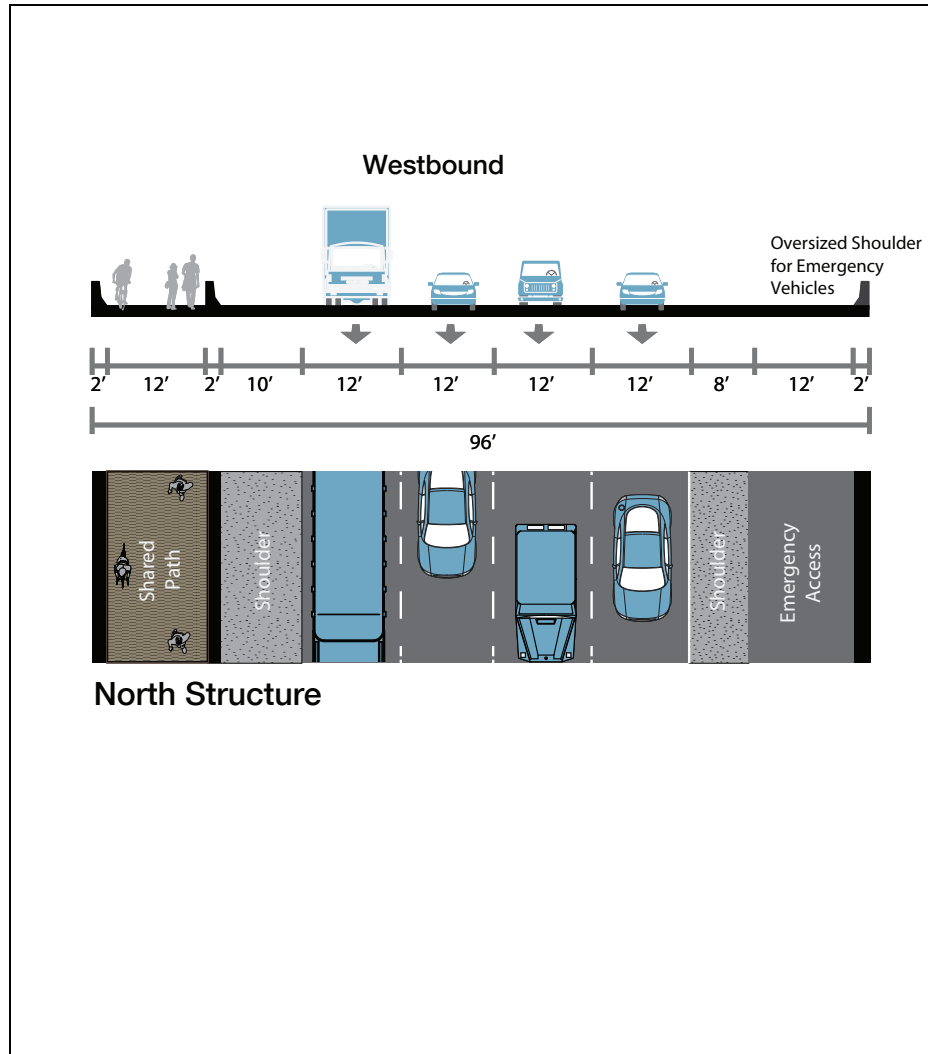 Westbound
Oversized Shoulder
for Emergency
Vehicles
2’ 12’ 2’ 10’ 12’ 12’ 12’ 12’ 8’ 12’ 2’
96’
Shared
Path
Shoulder
Shoulder
Emergency
Access
North Structure